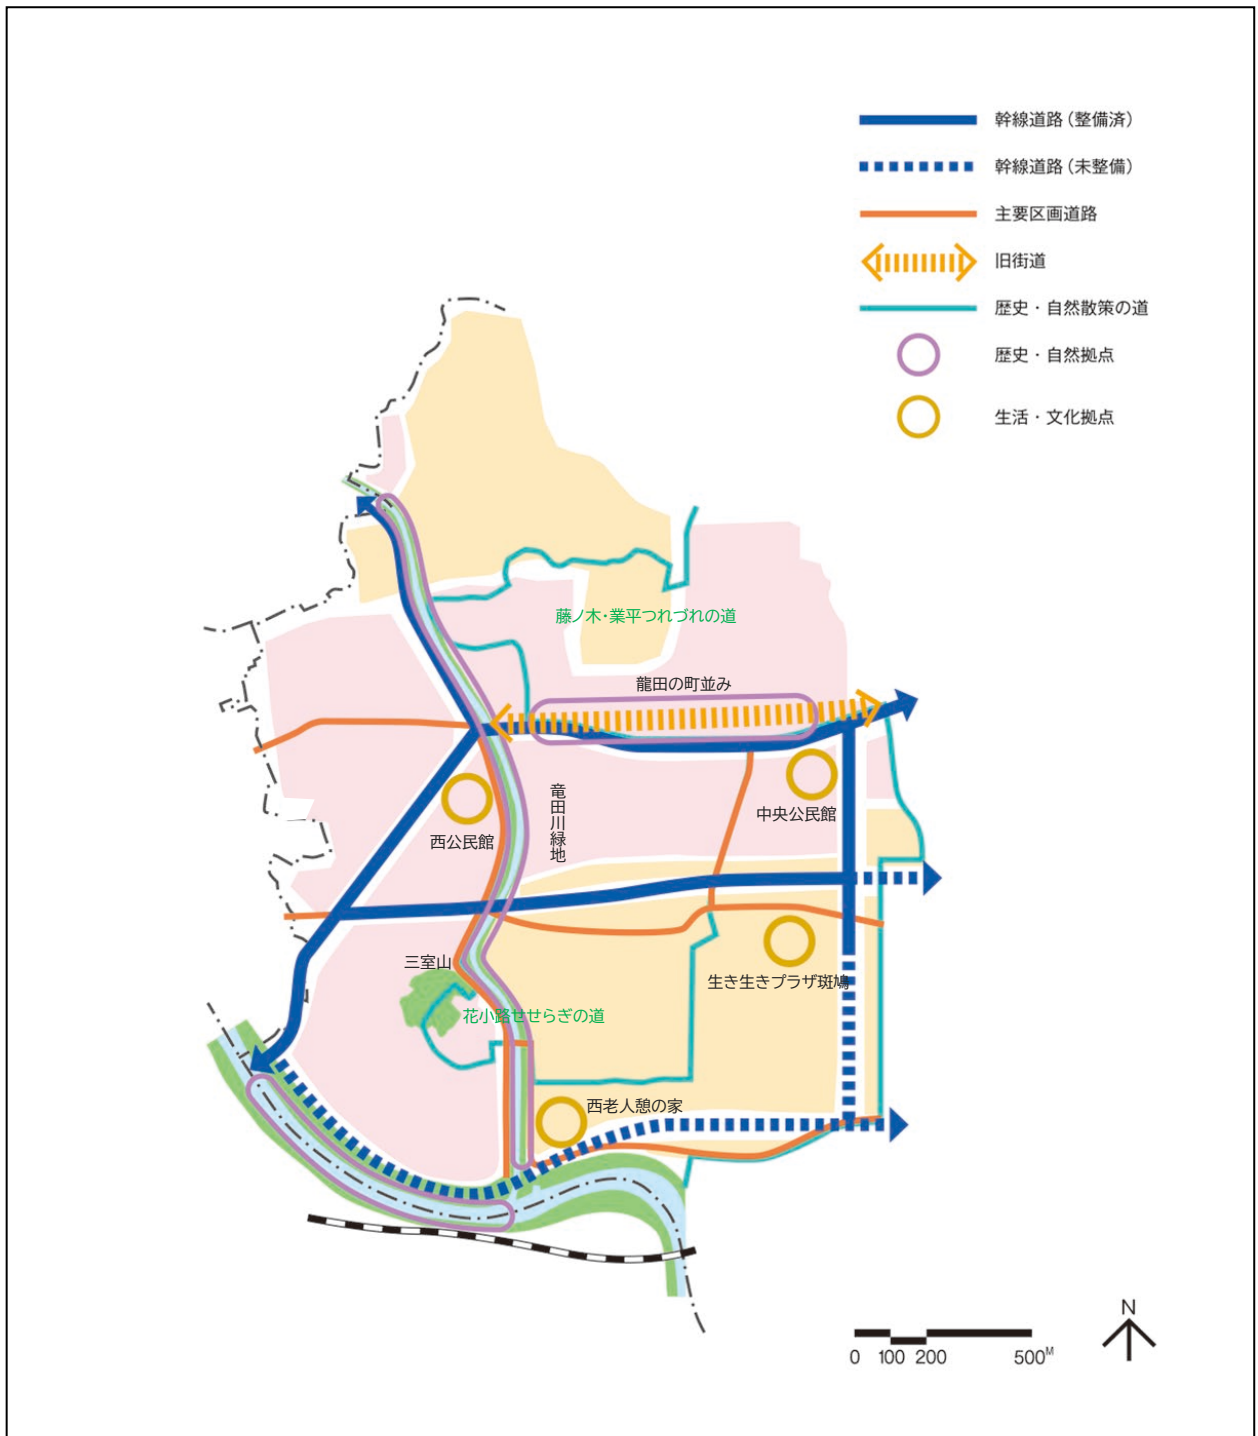 幹線道路（整備済）
幹線道路（未整備）
主要区画道路
旧街道
歴史・自然散策の道
歴史・自然拠点
生活・文化拠点
藤ノ木・業平つれづれの道
龍田の町並み
竜田川緑地
中央公民館
西公民館
三室山
生き生きプラザ斑鳩
花小路せせらぎの道
西老人憩の家
N
0 100 200 500M